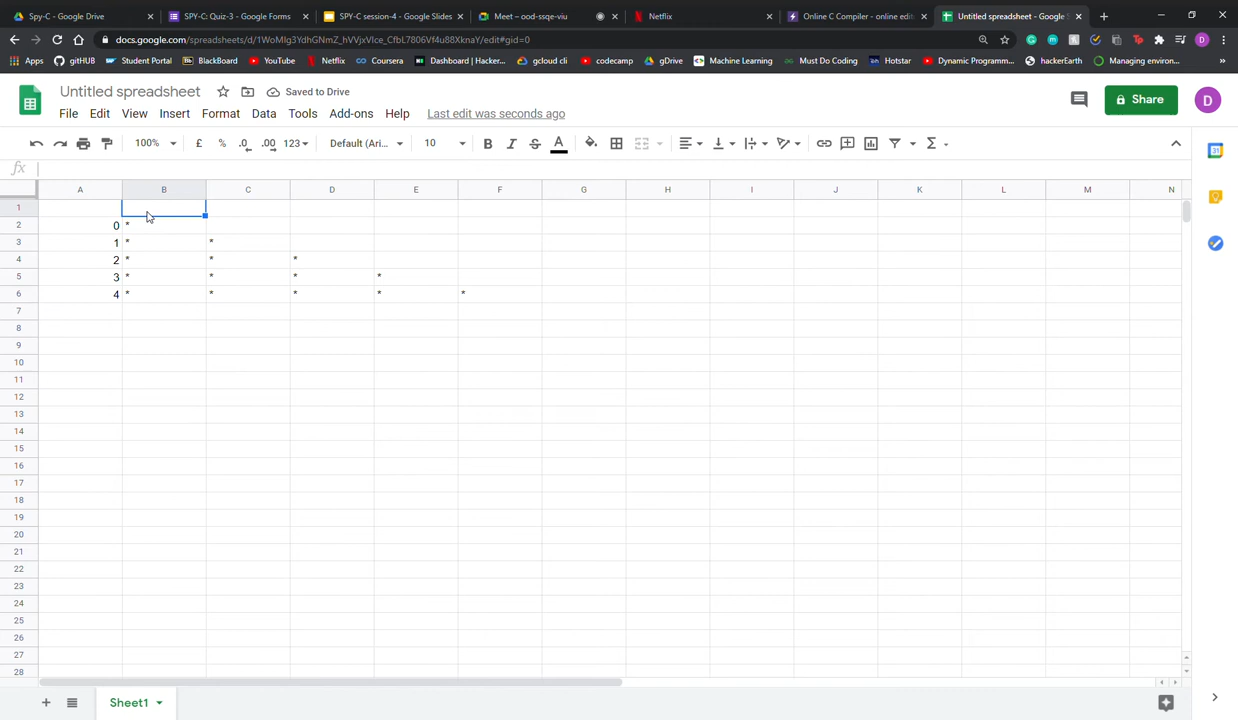 Spy-C - Google Drive SPY-C: Quiz-3 - Google Forms SPY-C session-4 - Google Slides Meet – ood-ssqe-viu Netflix Online C Compiler - online edit Untitled spreadsheet - Google S
docs.google.com/spreadsheets/d/1WoMIg3YdhGNmZ_hVVjxVIce_CfbL7806Vf4u88XknaY/edit#gid=0
Apps gitHUB Student Portal BlackBoard YouTube Netflix Coursera Dashboard | Hacker... gcloud cli codecamp gDrive Machine Learning Must Do Coding Hotstar Dynamic Programm... hackerEarth Managing environ... »
Untitled spreadsheet Saved to Drive
Share D
File Edit View Insert Format Data Tools Add-ons Help Last edit was seconds ago
100% £ % .0 .00 123 Default (Ari... 10 B I S A Σ
fx
A B C D E F G H I J K L M N
1
2 0 *
3 1 * *
4 2 * * *
5 3 * * * *
6 4 * * * * *
7
8
9
10
11
12
13
14
15
16
17
18
19
20
21
22
23
24
25
26
27
28
Sheet1